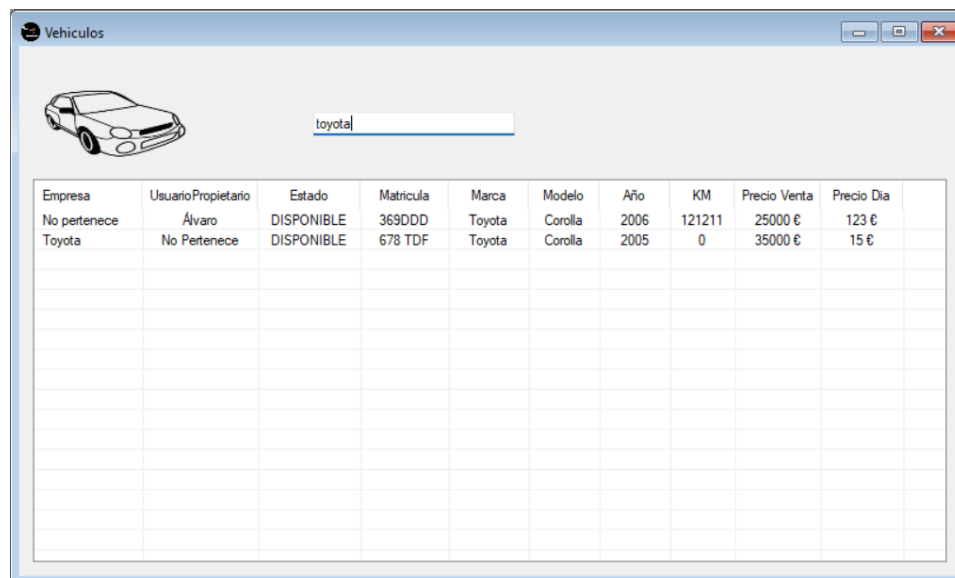 Vehiculos
toyota
Empresa UsuarioPropietario Estado Matricula Marca Modelo Año KM Precio Venta Precio Dia
No pertenece Álvaro DISPONIBLE 369DDD Toyota Corolla 2006 121211 25000 € 123 €
Toyota No Pertenece DISPONIBLE 678 TDF Toyota Corolla 2005 0 35000 € 15 €